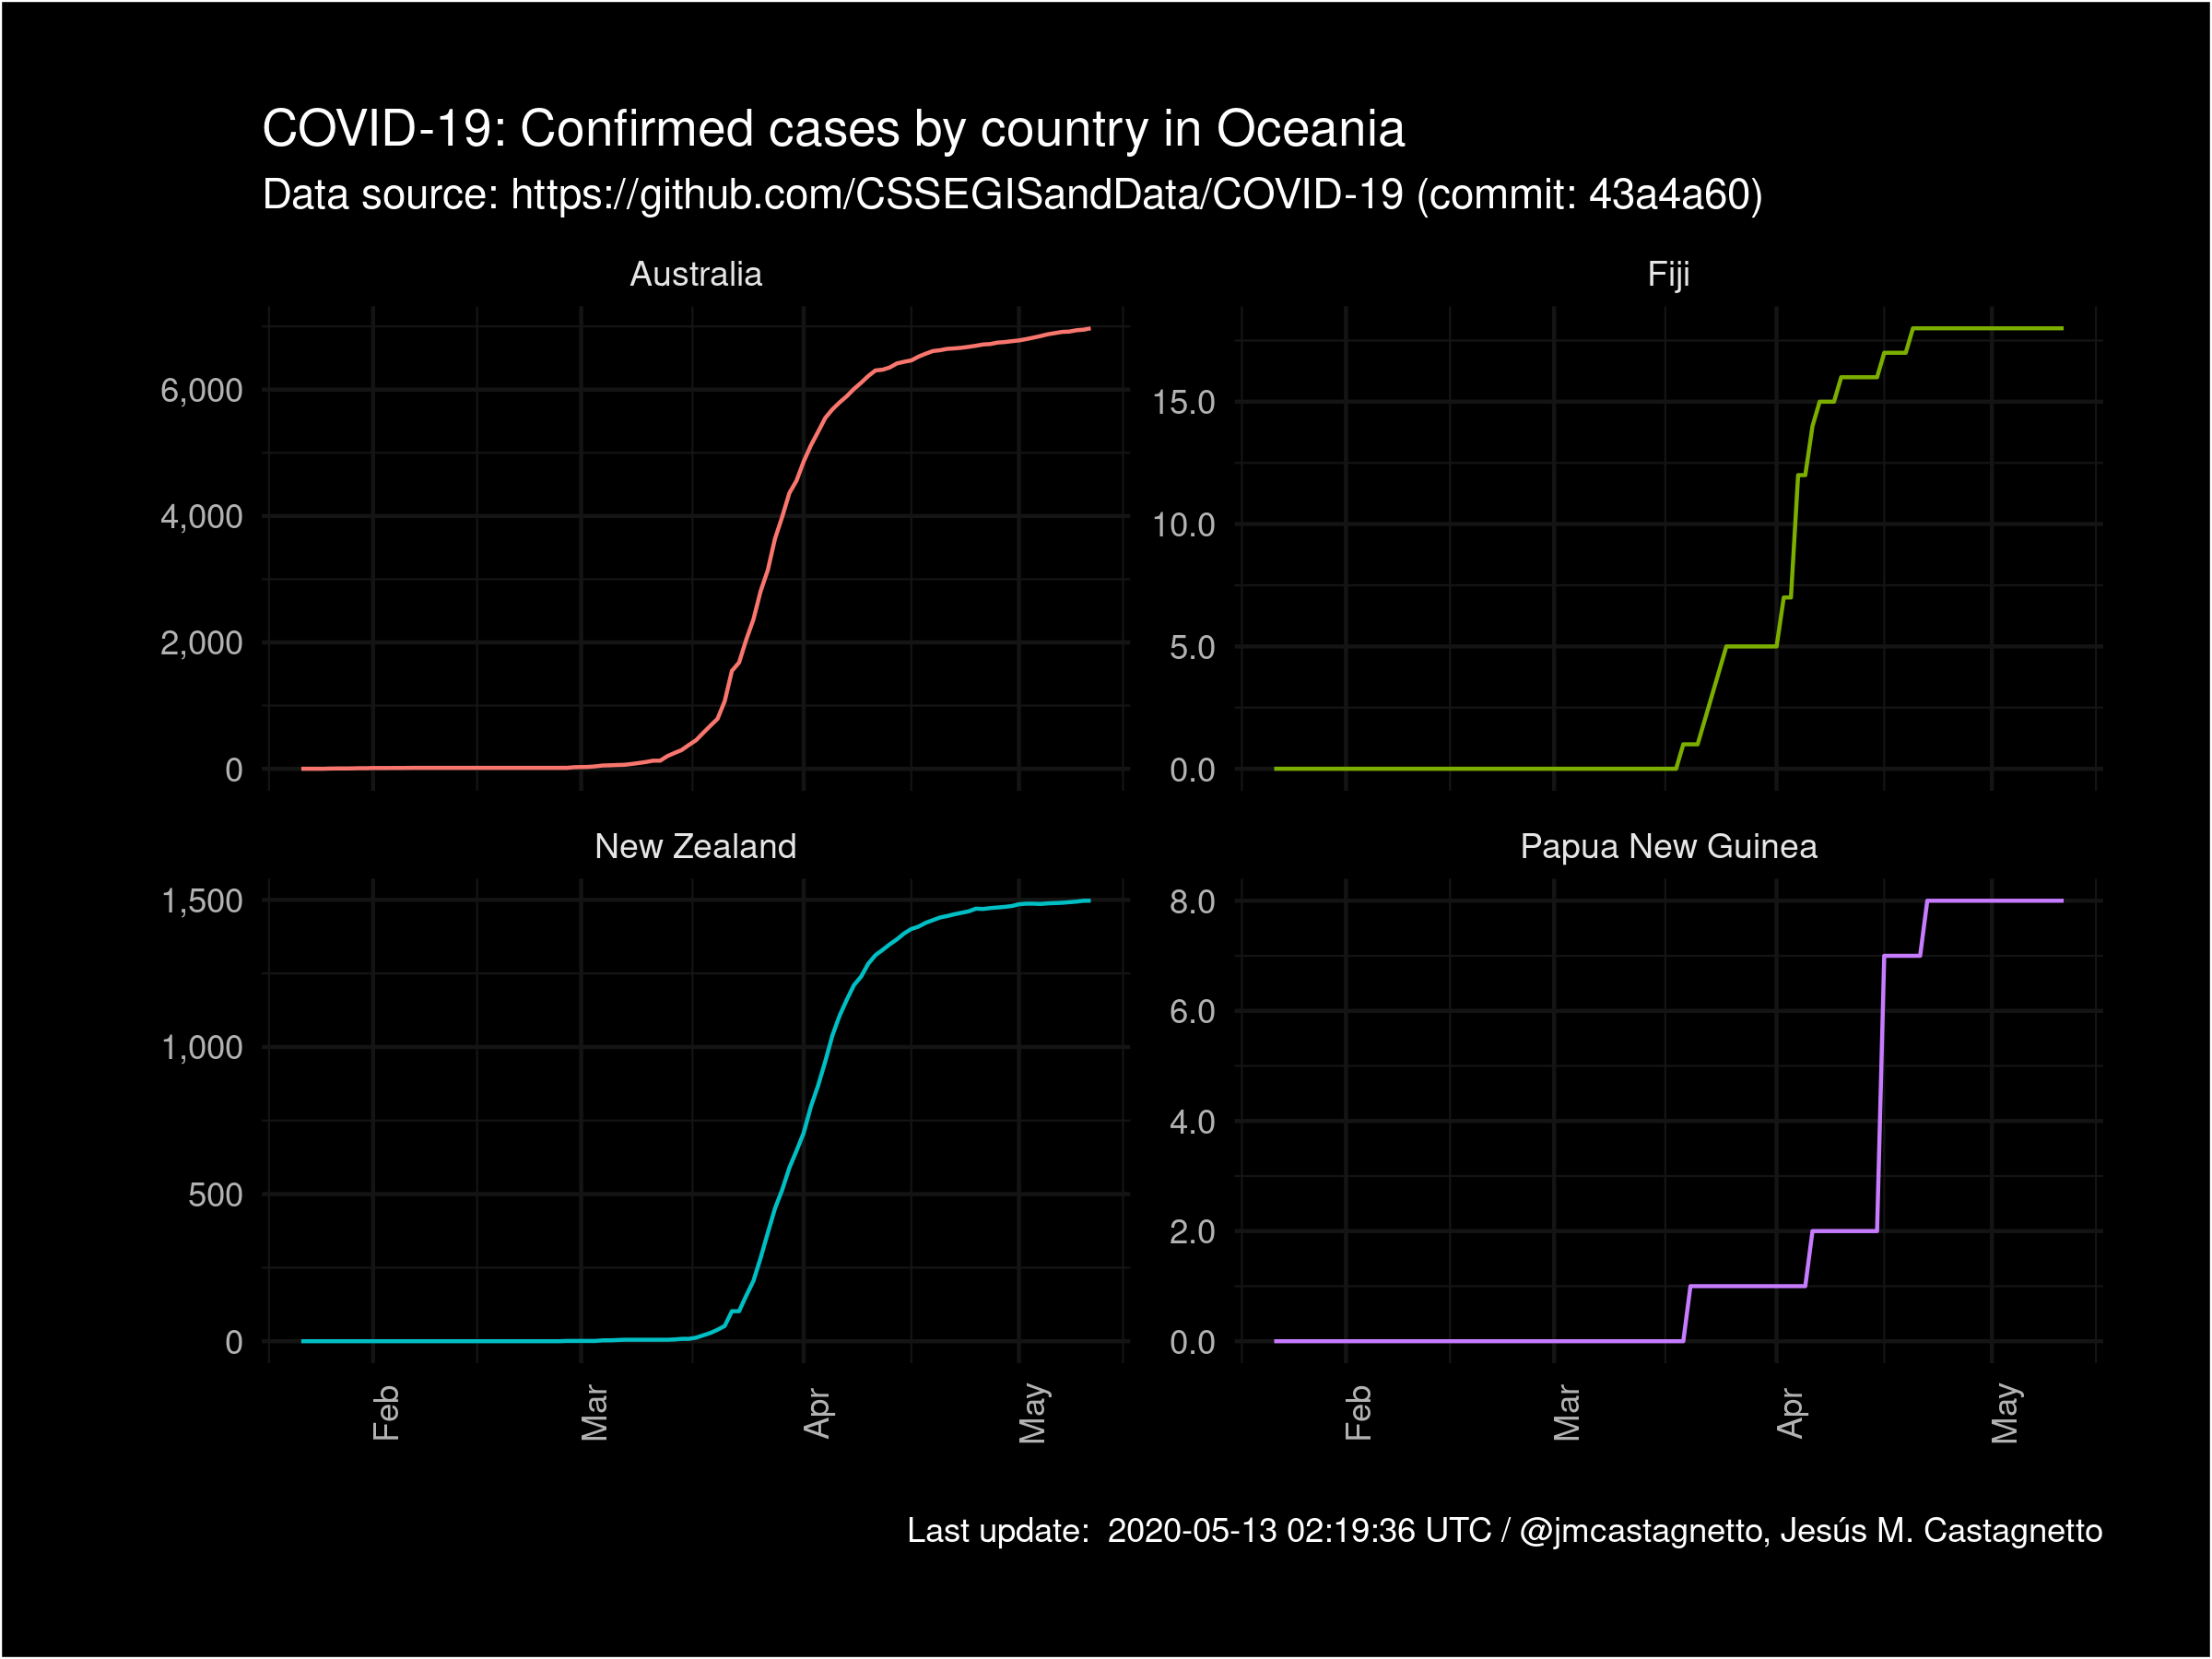 COVID-19: Confirmed cases by country in Oceania
Data source: https://github.com/CSSEGISandData/COVID-19 (commit: 43a4a60)
Australia
6,000
4,000
2,000
0
Fiji
15.0
10.0
5.0
0.0
New Zealand
1,500
1,000
500
0
Feb Mar Apr May
Papua New Guinea
8.0
6.0
4.0
2.0
0.0
Feb Mar Apr May
Last update:  2020-05-13 02:19:36 UTC / @jmcastagnetto, Jesús M. Castagnetto